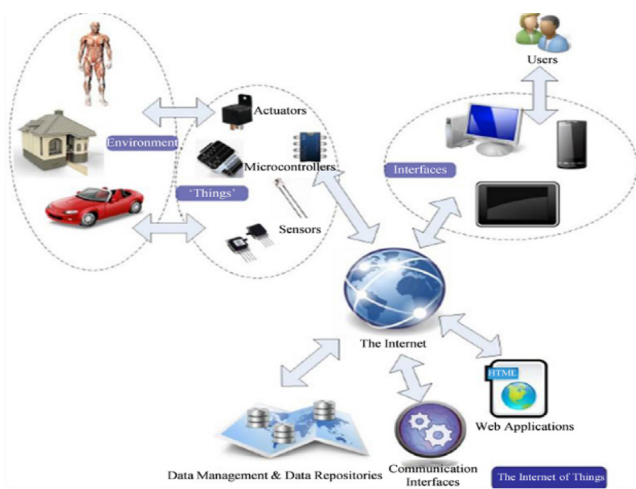 Users
Actuators
Environment
Microcontrollers
Interfaces
'Things'
Sensors
The Internet
HTML
Web Applications
Data Management & Data Repositories
Communication
Interfaces
The Internet of Things